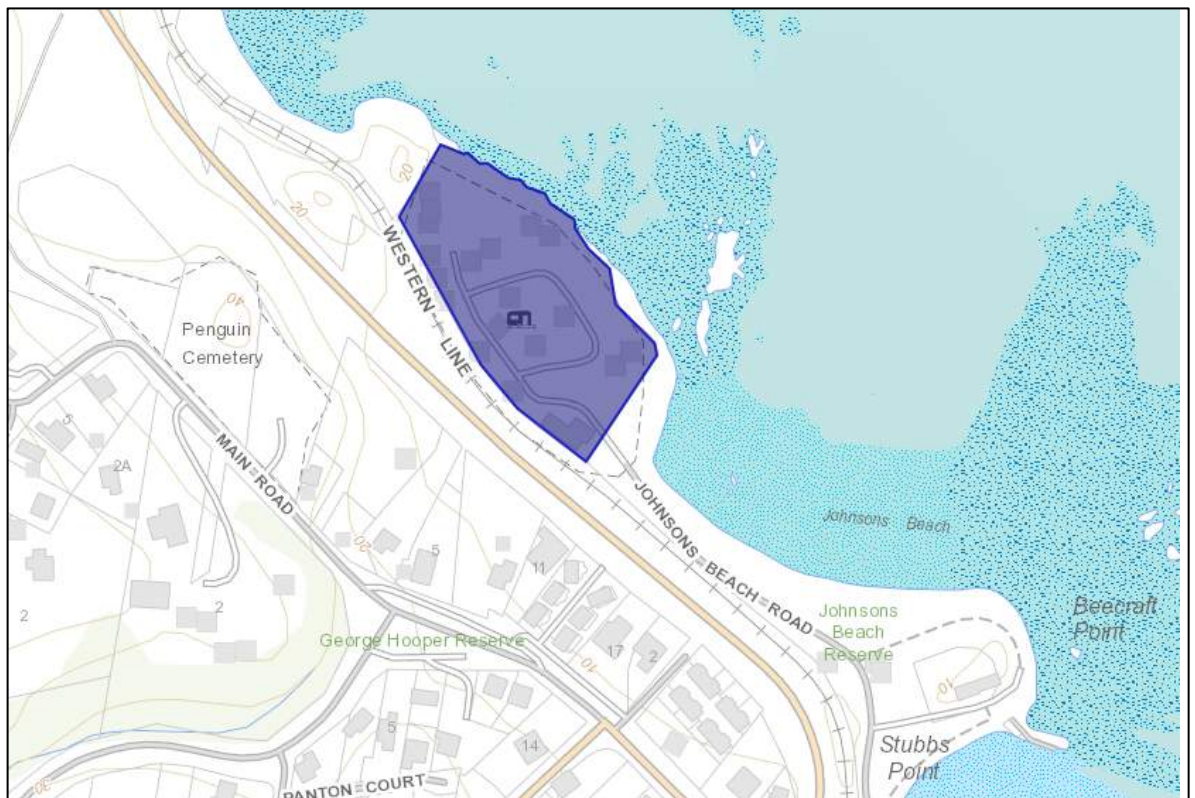 20
20
WESTERN LINE
40
Penguin
Cemetery
5
2A
MAIN ROAD
JOHNSONS BEACH ROAD
Johnsons Beach
20
5
11
2
2
George Hooper Reserve
17
2
10
Johnsons
Beach
Reserve
Beecraft
Point
10
5
14
Stubbs
Point
30
PANTON COURT